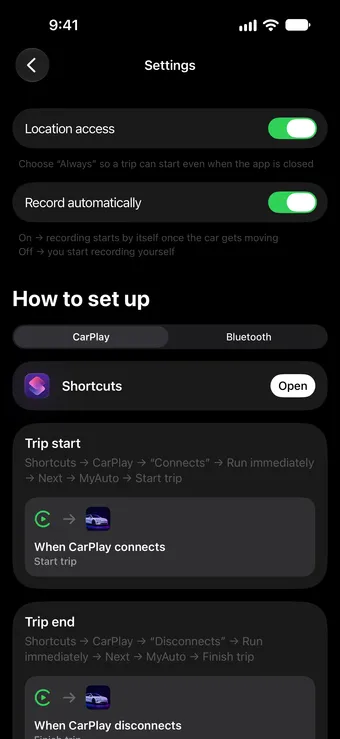 9:41
Settings
Location access
Choose “Always” so a trip can start even when the app is closed
Record automatically
On → recording starts by itself once the car gets moving
Off → you start recording yourself
How to set up
CarPlay
Bluetooth
Shortcuts
Open
Trip start
Shortcuts → CarPlay → “Connects” → Run immediately
→ Next → MyAuto → Start trip
When CarPlay connects
Start trip
Trip end
Shortcuts → CarPlay → “Disconnects” → Run
immediately → Next → MyAuto → Finish trip
When CarPlay disconnects
Finish trip